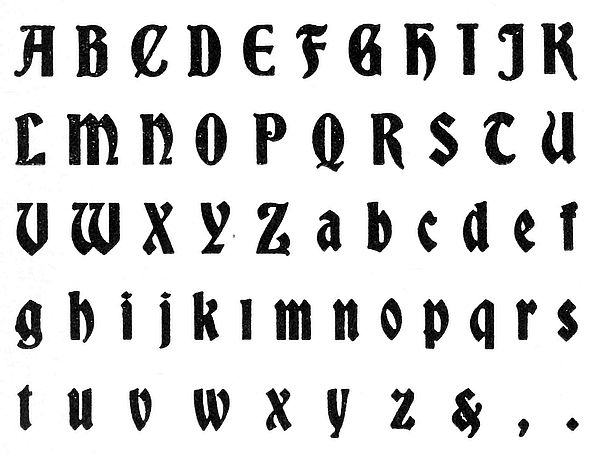 A B C D E F G H I J K
L M N O P Q R S T U
V W X Y Z a b c d e f
g h i j k l m n o p q r s
t u v w x y z & , .